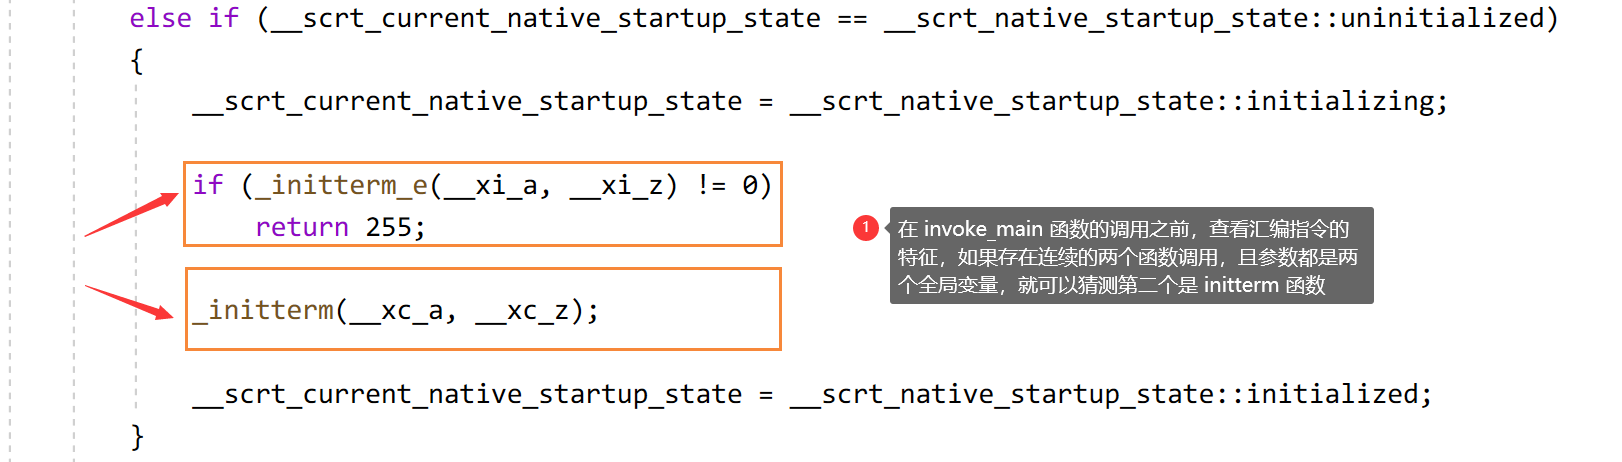 else if (__scrt_current_native_startup_state == __scrt_native_startup_state::uninitialized)
{
__scrt_current_native_startup_state = __scrt_native_startup_state::initializing;
if (_initterm_e(__xi_a, __xi_z) != 0)
return 255;
1
在 invoke_main 函数的调用之前，查看汇编指令的
特征，如果存在连续的两个函数调用，且参数都是两
个全局变量，就可以猜测第二个是 initterm 函数
_initterm(__xc_a, __xc_z);
__scrt_current_native_startup_state = __scrt_native_startup_state::initialized;
}